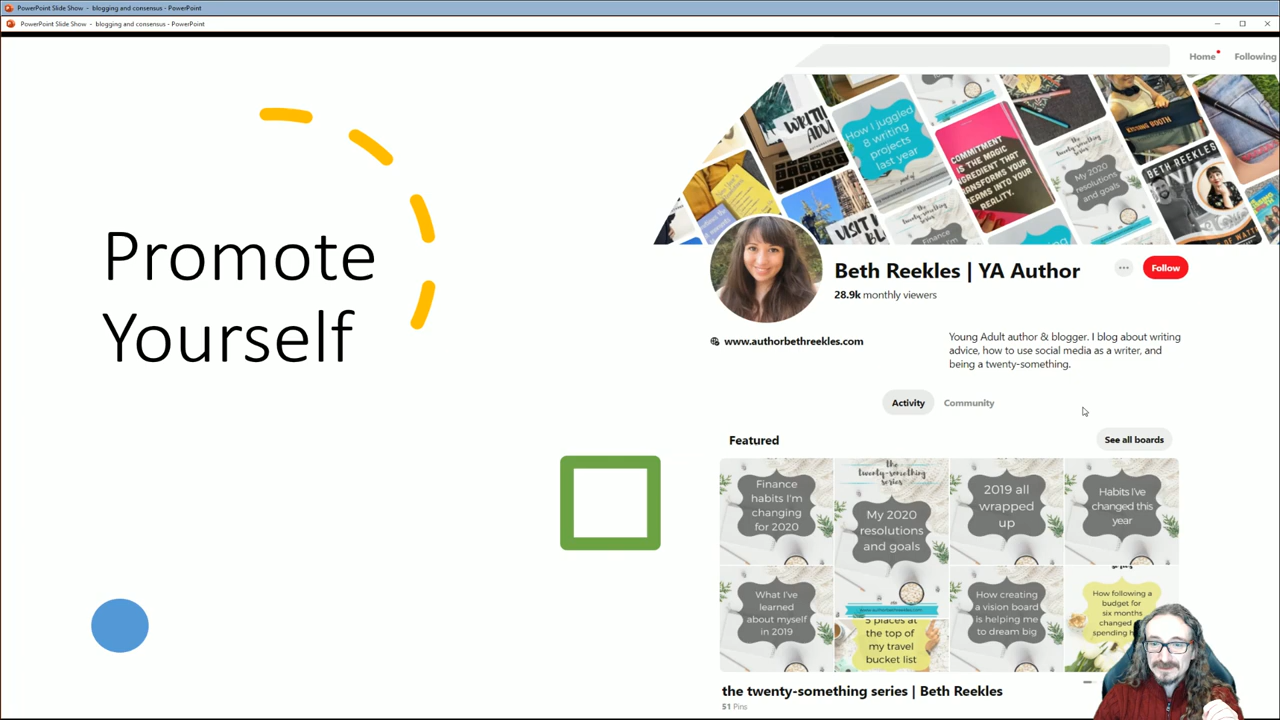 PowerPoint Slide Show - blogging and consensus - PowerPoint
PowerPoint Slide Show - blogging and consensus - PowerPoint
Home
Following
Promote
Yourself
How I juggled
8 writing
projects
last year
COMMITMENT
IS THE MAGIC
INGREDIENT THAT
TRANSFORMS YOUR
DREAMS INTO YOUR
REALITY.
My 2020
resolutions
and goals
KISSING BOOTH
BETH REEKLES
Beth Reekles | YA Author
Follow
28.9k monthly viewers
www.authorbethreekles.com
Young Adult author & blogger. I blog about writing
advice, how to use social media as a writer, and
being a twenty-something.
Activity
Community
Featured
See all boards
Finance
habits I'm
changing
for 2020
the
twenty-something
series
My 2020
resolutions
and goals
www.authorbethreekles.com
2019 all
wrapped
up
Habits I've
changed this
year
What I've
learned
about myself
in 2019
5 places at
the top of
my travel
bucket list
How creating
a vision board
is helping me
to dream big
How following a
budget for
six months
changed
the twenty-something series | Beth Reekles
51 Pins